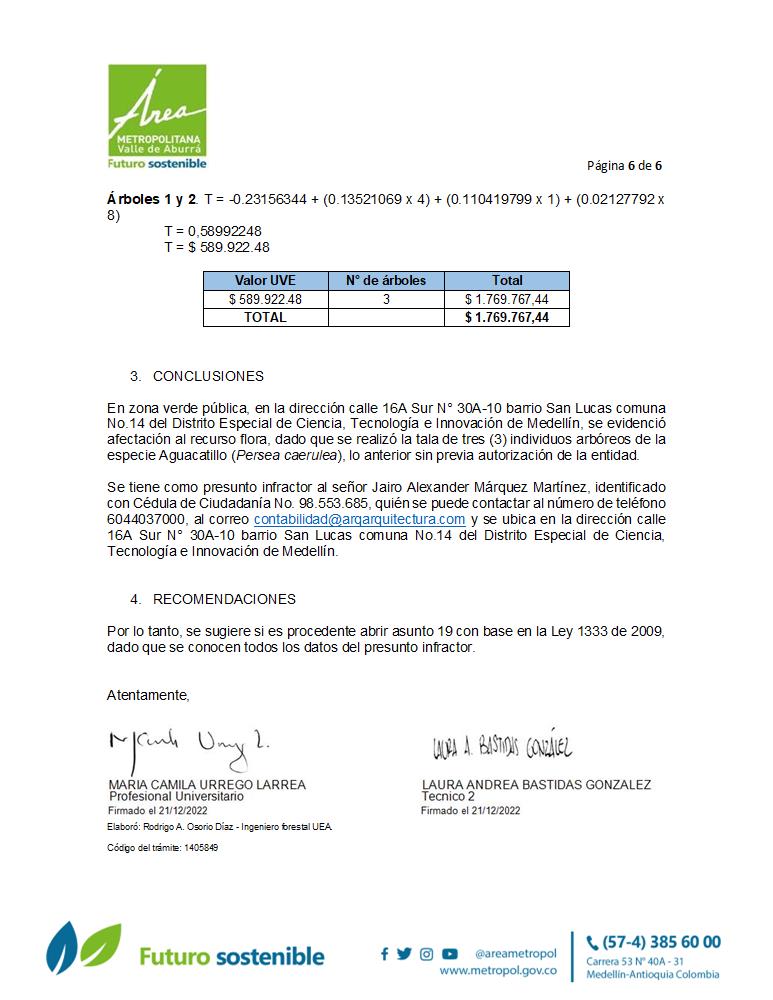 Área
METROPOLITANA
Valle de Aburrá
Futuro sostenible
Página 6 de 6
Árboles 1 y 2. T = -0.23156344 + (0.13521069 x 4) + (0.110419799 x 1) + (0.02127792 x
8)
T = 0,58992248
T = $ 589.922.48
Valor UVE N° de árboles Total
$ 589.922.48 3 $ 1.769.767,44
TOTAL $ 1.769.767,44
3. CONCLUSIONES
En zona verde pública, en la dirección calle 16A Sur N° 30A-10 barrio San Lucas comuna
No.14 del Distrito Especial de Ciencia, Tecnología e Innovación de Medellín, se evidenció
afectación al recurso flora, dado que se realizó la tala de tres (3) individuos arbóreos de la
especie Aguacatillo (Persea caerulea), lo anterior sin previa autorización de la entidad.
Se tiene como presunto infractor al señor Jairo Alexander Márquez Martínez, identificado
con Cédula de Ciudadanía No. 98.553.685, quién se puede contactar al número de teléfono
6044037000, al correo contabilidad@arqarquitectura.com y se ubica en la dirección calle
16A Sur N° 30A-10 barrio San Lucas comuna No.14 del Distrito Especial de Ciencia,
Tecnología e Innovación de Medellín.
4. RECOMENDACIONES
Por lo tanto, se sugiere si es procedente abrir asunto 19 con base en la Ley 1333 de 2009,
dado que se conocen todos los datos del presunto infractor.
Atentamente,
LAURA A. BASTIDAS GONZÁLEZ
MARIA CAMILA URREGO LARREA
Profesional Universitario
Firmado el 21/12/2022
LAURA ANDREA BASTIDAS GONZALEZ
Tecnico 2
Firmado el 21/12/2022
Elaboró: Rodrigo A. Osorio Díaz - Ingeniero forestal UEA.
Código del trámite: 1405849
Futuro sostenible
@areametropol
www.metropol.gov.co
(57-4) 385 60 00
Carrera 53 N° 40A - 31
Medellín-Antioquia Colombia